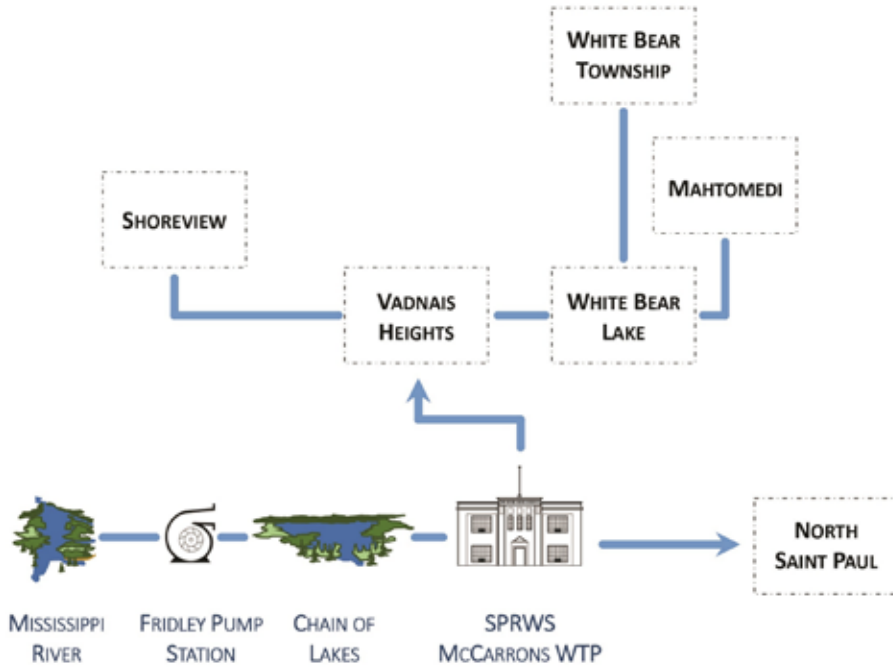 WHITE BEAR
TOWNSHIP
MAHTOMEDI
SHOREVIEW
VADNAIS
HEIGHTS
WHITE BEAR
LAKE
NORTH
SAINT PAUL
MISSISSIPPI
RIVER
FRIDLEY PUMP
STATION
CHAIN OF
LAKES
SPRWS
MCCARRONS WTP